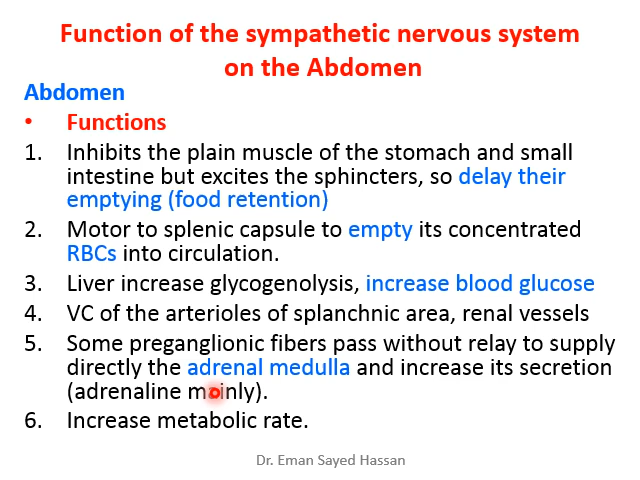 Function of the sympathetic nervous system
on the Abdomen
Abdomen
• Functions
1. Inhibits the plain muscle of the stomach and small
intestine but excites the sphincters, so delay their
emptying (food retention)
2. Motor to splenic capsule to empty its concentrated
RBCs into circulation.
3. Liver increase glycogenolysis, increase blood glucose
4. VC of the arterioles of splanchnic area, renal vessels
5. Some preganglionic fibers pass without relay to supply
directly the adrenal medulla and increase its secretion
(adrenaline mainly).
6. Increase metabolic rate.
Dr. Eman Sayed Hassan